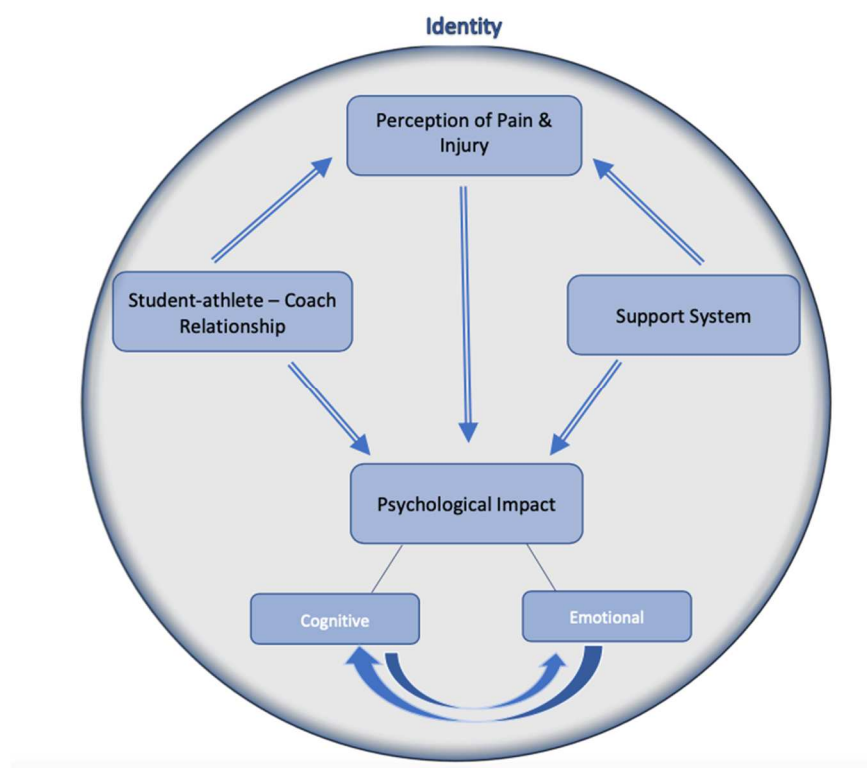 Identity
Perception of Pain &
Injury
Student-athlete – Coach
Relationship
Support System
Psychological Impact
Cognitive
Emotional